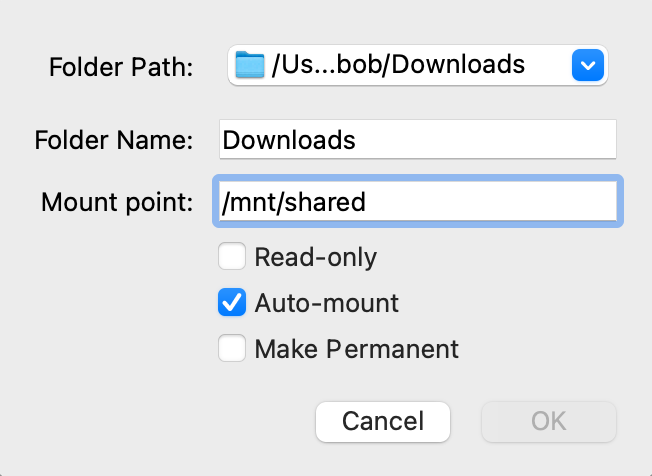 Folder Path: /Us...bob/Downloads
Folder Name: Downloads
Mount point: /mnt/shared
Read-only
Auto-mount
Make Permanent
Cancel OK